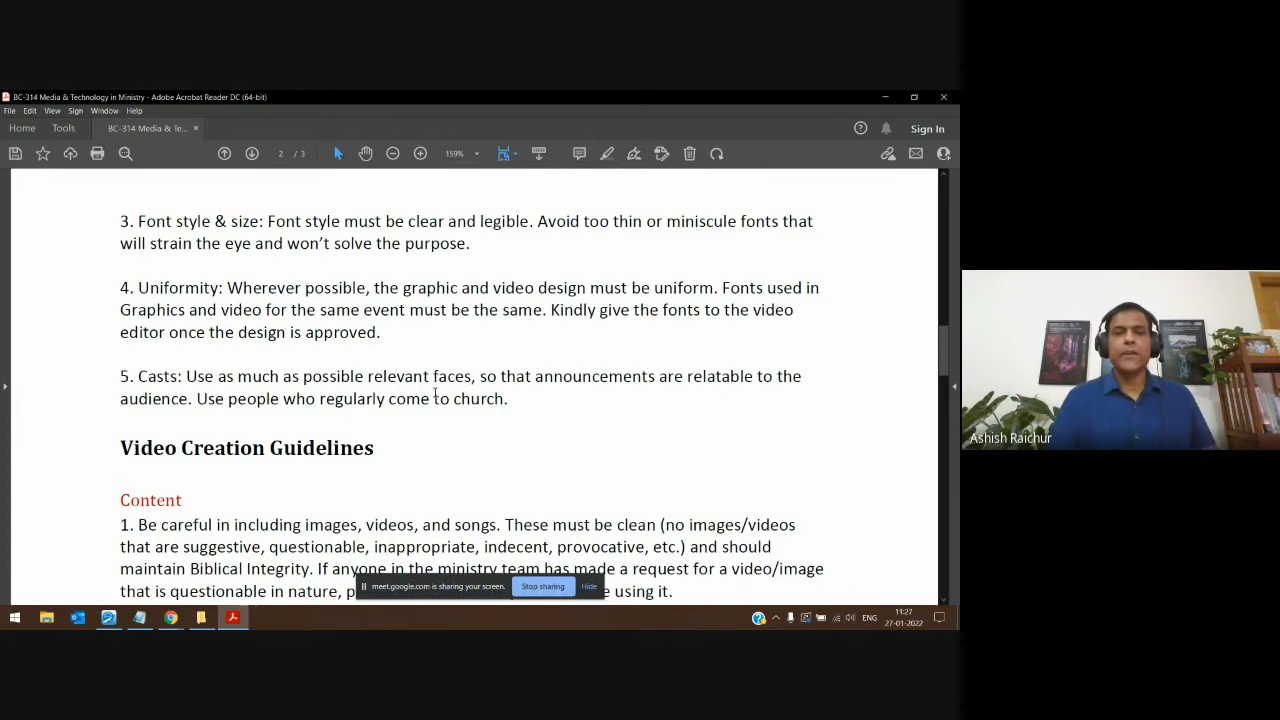 BC-314 Media & Technology in Ministry - Adobe Acrobat Reader DC (64-bit)
File Edit View Sign Window Help
Home Tools BC-314 Media & Te... × Sign In
2 / 3 159%
3. Font style & size: Font style must be clear and legible. Avoid too thin or miniscule fonts that
will strain the eye and won't solve the purpose.
4. Uniformity: Wherever possible, the graphic and video design must be uniform. Fonts used in
Graphics and video for the same event must be the same. Kindly give the fonts to the video
editor once the design is approved.
5. Casts: Use as much as possible relevant faces, so that announcements are relatable to the
audience. Use people who regularly come to church.
Video Creation Guidelines
Content
1. Be careful in including images, videos, and songs. These must be clean (no images/videos
that are suggestive, questionable, inappropriate, indecent, provocative, etc.) and should
maintain Biblical Integrity. If anyone in the ministry team has made a request for a video/image
that is questionable in nature, p
using it.
meet.google.com is sharing your screen. Stop sharing Hide
ENG
11:27
27-01-2022
Ashish Raichur